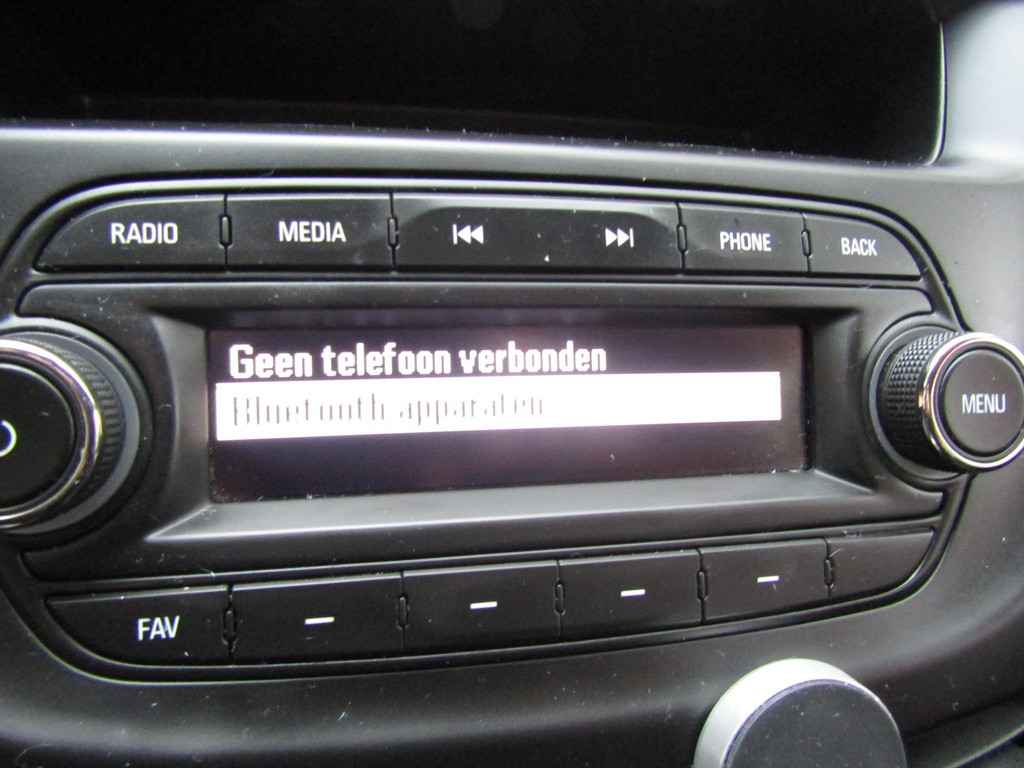 RADIO MEDIA PHONE BACK
Geen telefoon verbonden
Bluetooth apparaten
MENU
FAV